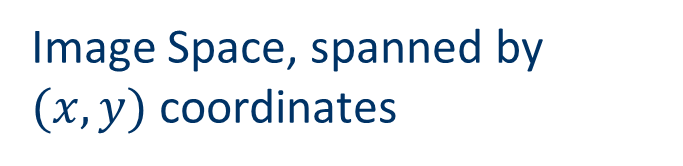 Image Space, spanned by
(x, y) coordinates